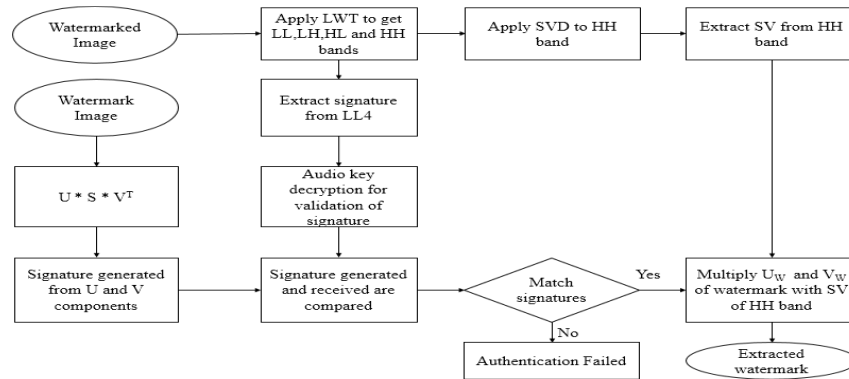 Watermarked
Image
Apply LWT to get
LL,LH,HL and HH
bands
Apply SVD to HH
band
Extract SV from HH
band
Watermark
Image
Extract signature
from LL4
U * S * Vᵀ
Audio key
decryption for
validation of
signature
Signature generated
from U and V
components
Signature generated
and received are
compared
Match
signatures
Yes
Multiply U_W and V_W
of watermark with SV
of HH band
No
Authentication Failed
Extracted
watermark